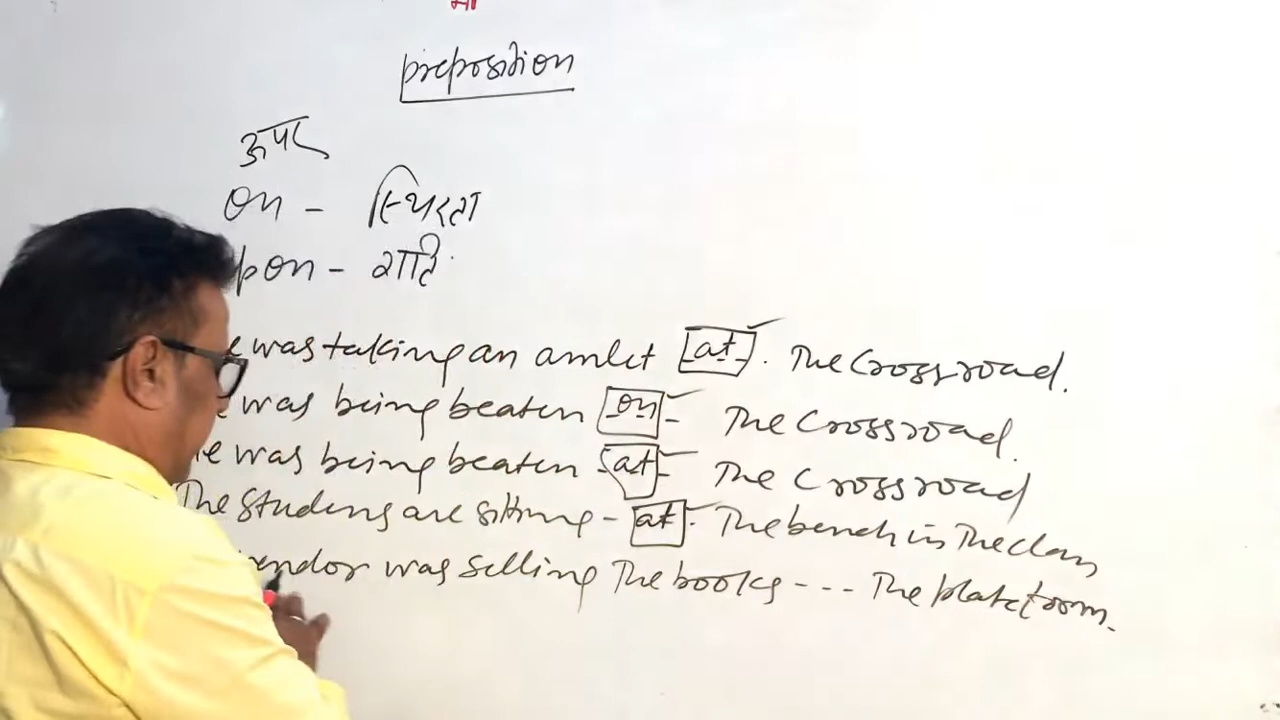 मा
preposition
ऊपर
on - स्थिरता
pon - गति
e was taking an amlet at. The Crossroad.
e was being beaten on - The Crossroad.
e was being beaten at - The Crossroad
The students are sitting - at. The bench in The class
vendor was selling The books --- The platform.